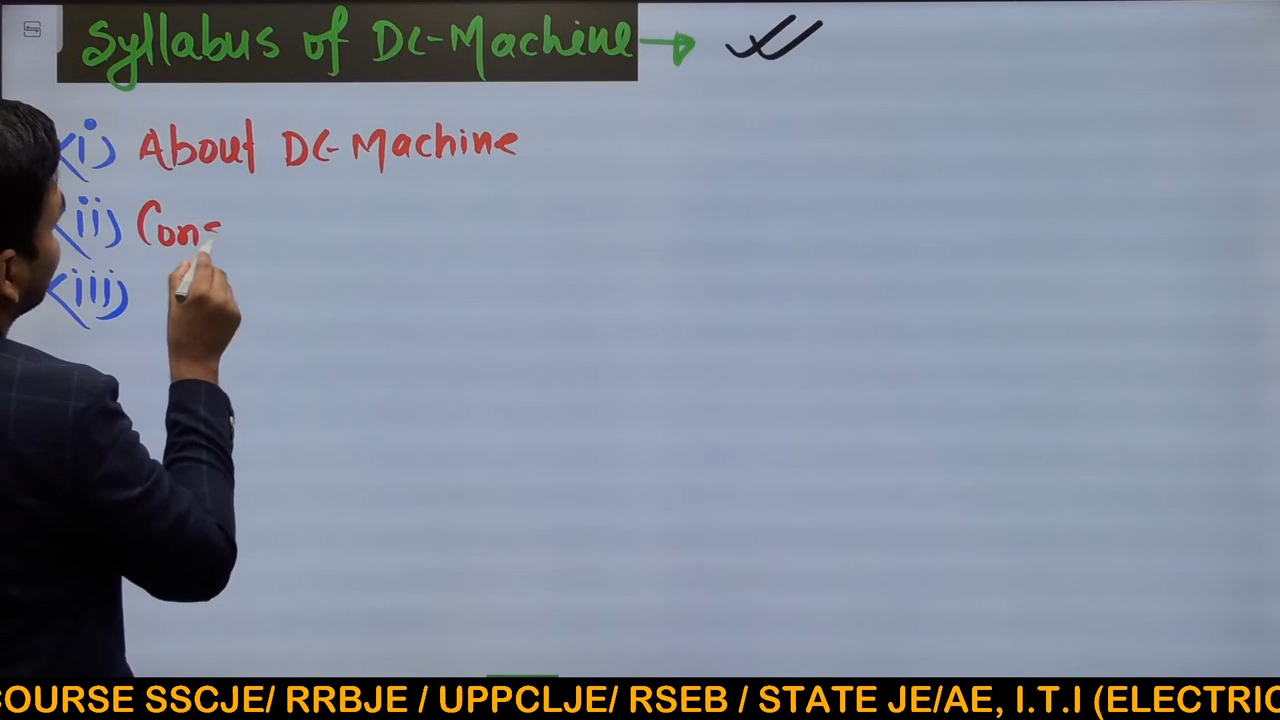 Syllabus of DC-Machine →
(i) About DC-Machine
(ii) Cons
(iii)
COURSE SSCJE/ RRBJE / UPPCLJE/ RSEB / STATE JE/AE, I.T.I (ELECTRIC